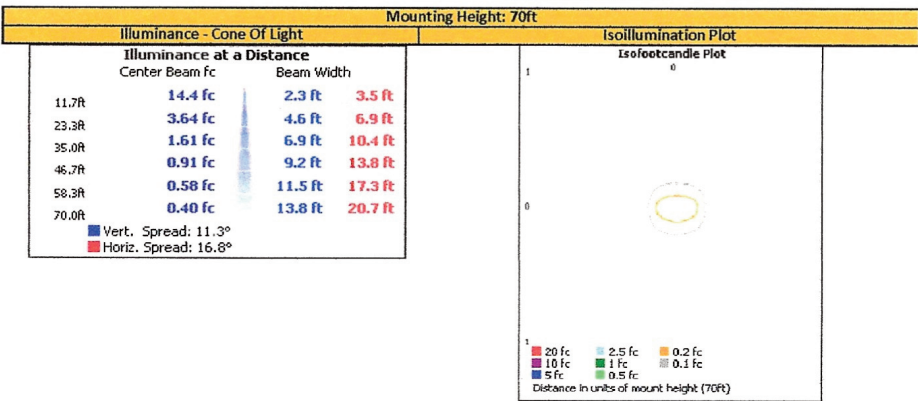 Mounting Height: 70ft
Illuminance - Cone Of Light
Isoillumination Plot
Illuminance at a Distance
Center Beam fc Beam Width
11.7ft 14.4 fc 2.3 ft 3.5 ft
23.3ft 3.64 fc 4.6 ft 6.9 ft
35.0ft 1.61 fc 6.9 ft 10.4 ft
46.7ft 0.91 fc 9.2 ft 13.8 ft
58.3ft 0.58 fc 11.5 ft 17.3 ft
70.0ft 0.40 fc 13.8 ft 20.7 ft
Vert. Spread: 11.3°
Horiz. Spread: 16.8°
Isofootcandle Plot
0
1
0
1
20 fc 2.5 fc 0.2 fc
10 fc 1 fc 0.1 fc
5 fc 0.5 fc
Distance in units of mount height (70ft)